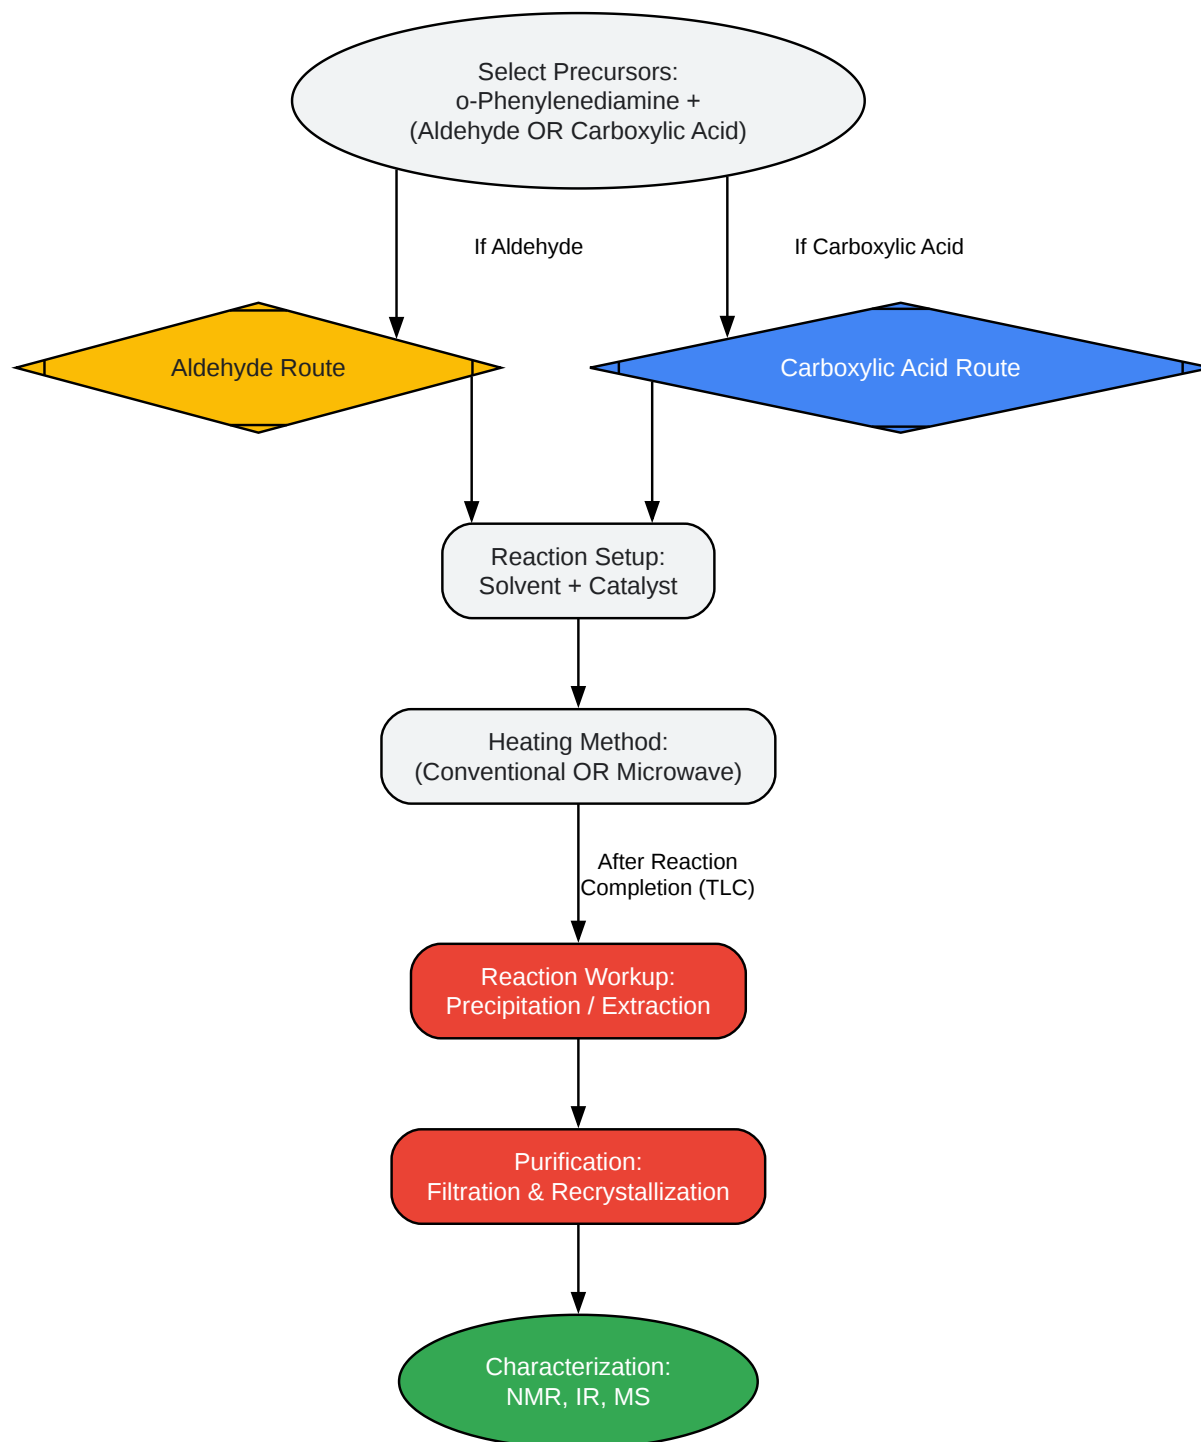 Select Precursors:
o-Phenylenediamine +
(Aldehyde OR Carboxylic Acid)
If Aldehyde
If Carboxylic Acid
Aldehyde Route
Carboxylic Acid Route
Reaction Setup:
Solvent + Catalyst
Heating Method:
(Conventional OR Microwave)
After Reaction
Completion (TLC)
Reaction Workup:
Precipitation / Extraction
Purification:
Filtration & Recrystallization
Characterization:
NMR, IR, MS